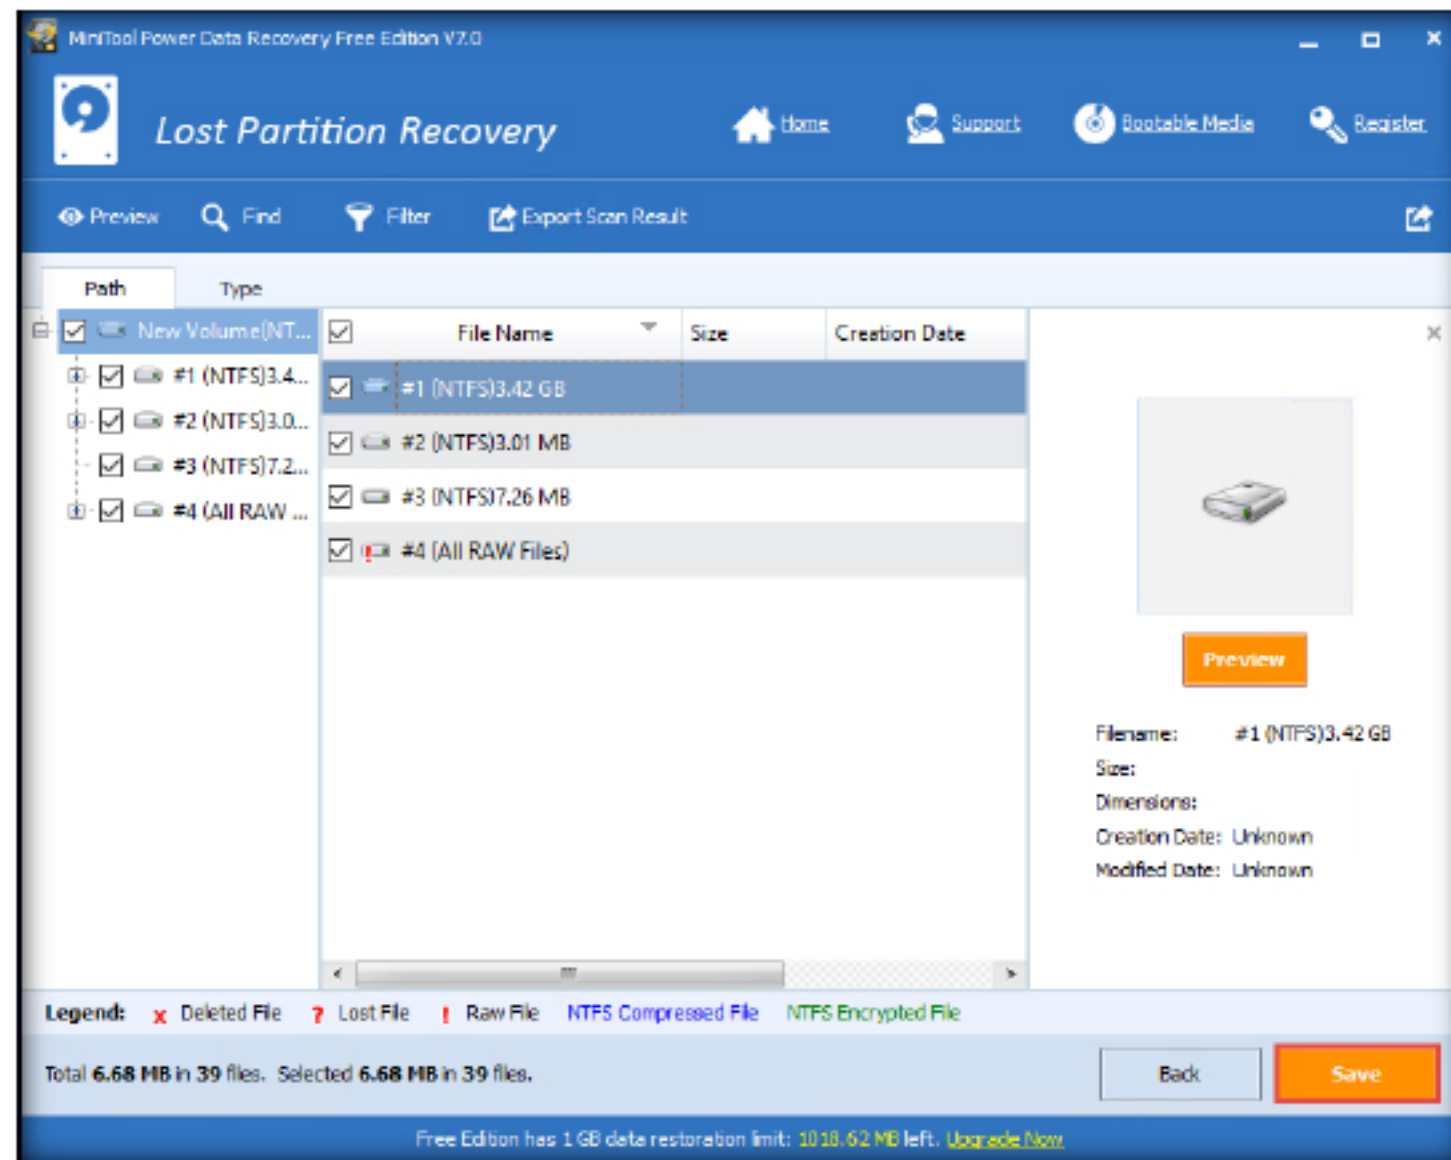 MiniTool Power Data Recovery Free Edition V7.0
Lost Partition Recovery
Home Support Bootable Media Register
Preview Find Filter Export Scan Result
Path Type
New Volume(NT... File Name Size Creation Date
#1 (NTFS)3.4...
#2 (NTFS)3.0...
#3 (NTFS)7.2...
#4 (All RAW ...
#1 (NTFS)3.42 GB
#2 (NTFS)3.01 MB
#3 (NTFS)7.26 MB
#4 (All RAW Files)
Preview
Filename: #1 (NTFS)3.42 GB
Size:
Dimensions:
Creation Date: Unknown
Modified Date: Unknown
Legend: x Deleted File ? Lost File ! Raw File NTFS Compressed File NTFS Encrypted File
Total 6.68 MB in 39 files. Selected 6.68 MB in 39 files. Back Save
Free Edition has 1 GB data restoration limit: 1018.62 MB left. Upgrade Now